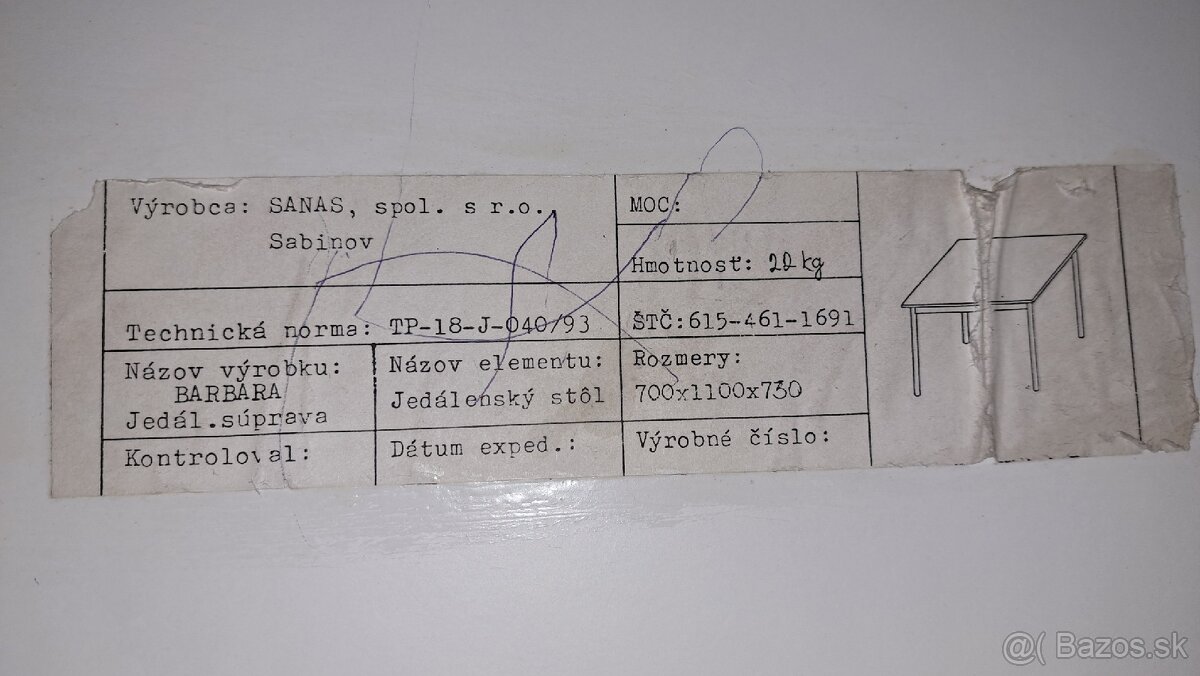 Výrobca: SANAS, spol. s r.o.,
Sabinov
MOC:
Hmotnosť: 20 kg
Technická norma: TP-18-J-040/93
ŠTČ:615-461-1691
Názov výrobku:
BARBARA
Jedál.súprava
Názov elementu:
Jedálenský stôl
Rozmery:
700x1100x730
Kontroloval:
Dátum exped.:
Výrobné číslo:
@( Bazos.sk